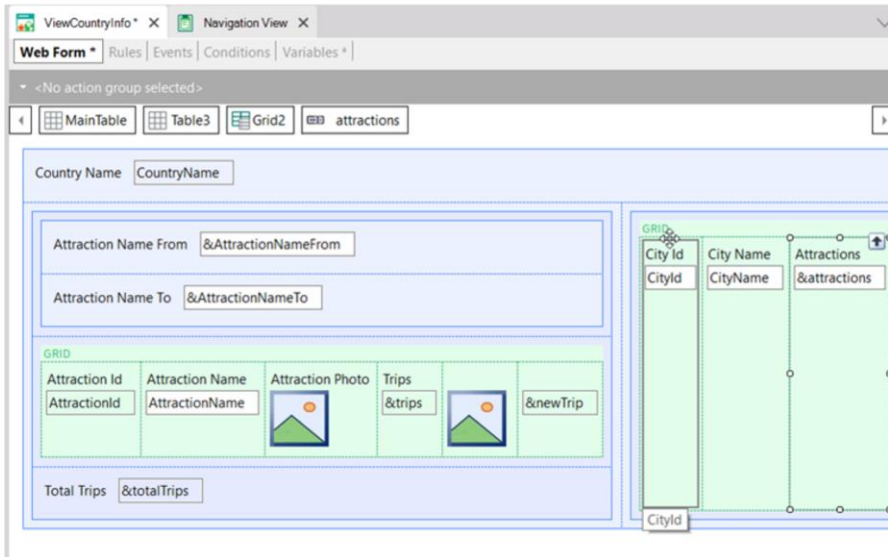 ViewCountryInfo * X Navigation View X
Web Form * | Rules | Events | Conditions | Variables * |
<No action group selected>
MainTable Table3 Grid2 attractions
Country Name CountryName
Attraction Name From &AttractionNameFrom
Attraction Name To &AttractionNameTo
GRID
Attraction Id Attraction Name Attraction Photo Trips
AttractionId AttractionName &trips &newTrip
Total Trips &totalTrips
GRID
City Id City Name Attractions
CityId CityName &attractions
CityId